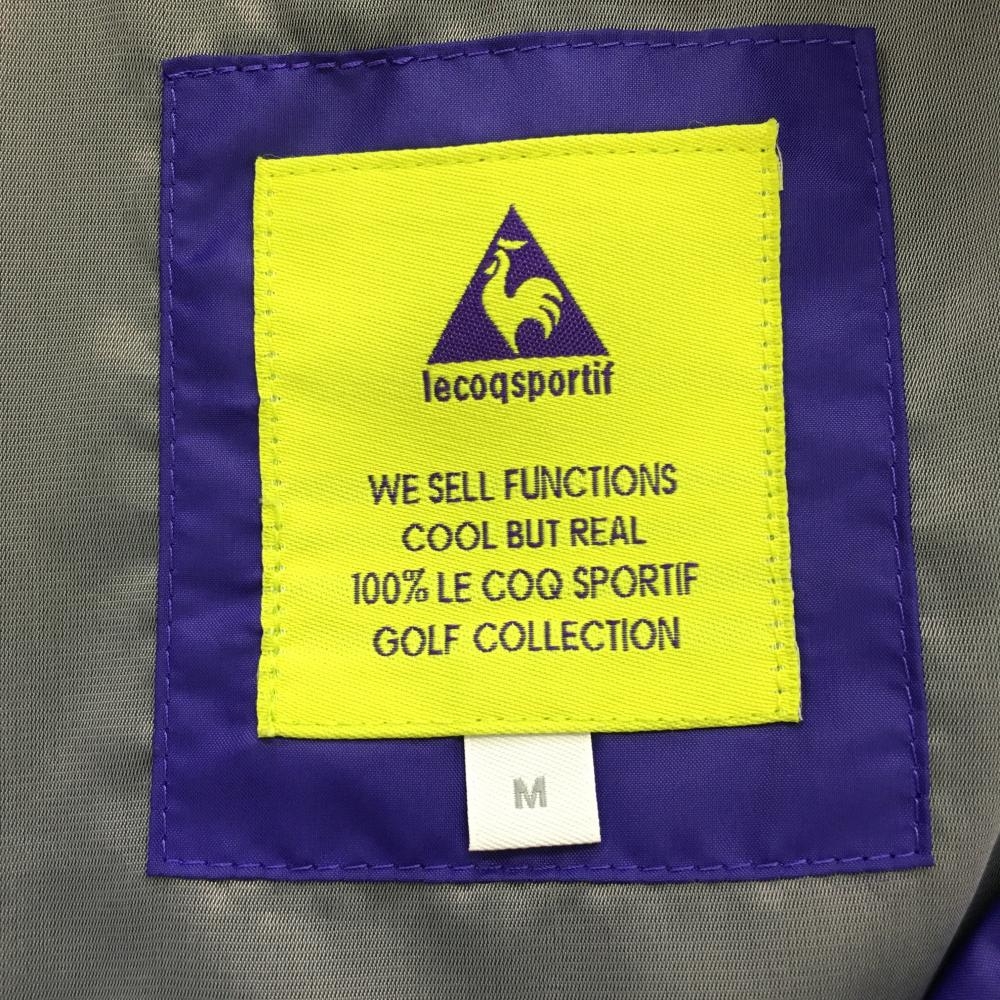 lecoqsportif
WE SELL FUNCTIONS
COOL BUT REAL
100% LE COQ SPORTIF
GOLF COLLECTION
M